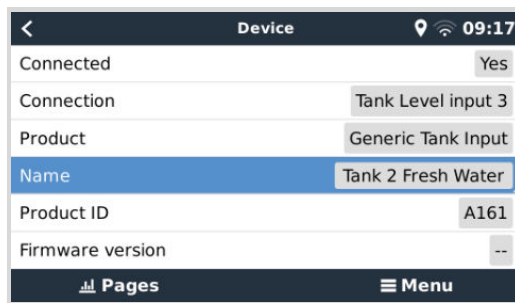 Device 09:17
Connected Yes
Connection Tank Level input 3
Product Generic Tank Input
Name Tank 2 Fresh Water
Product ID A161
Firmware version --
Pages Menu